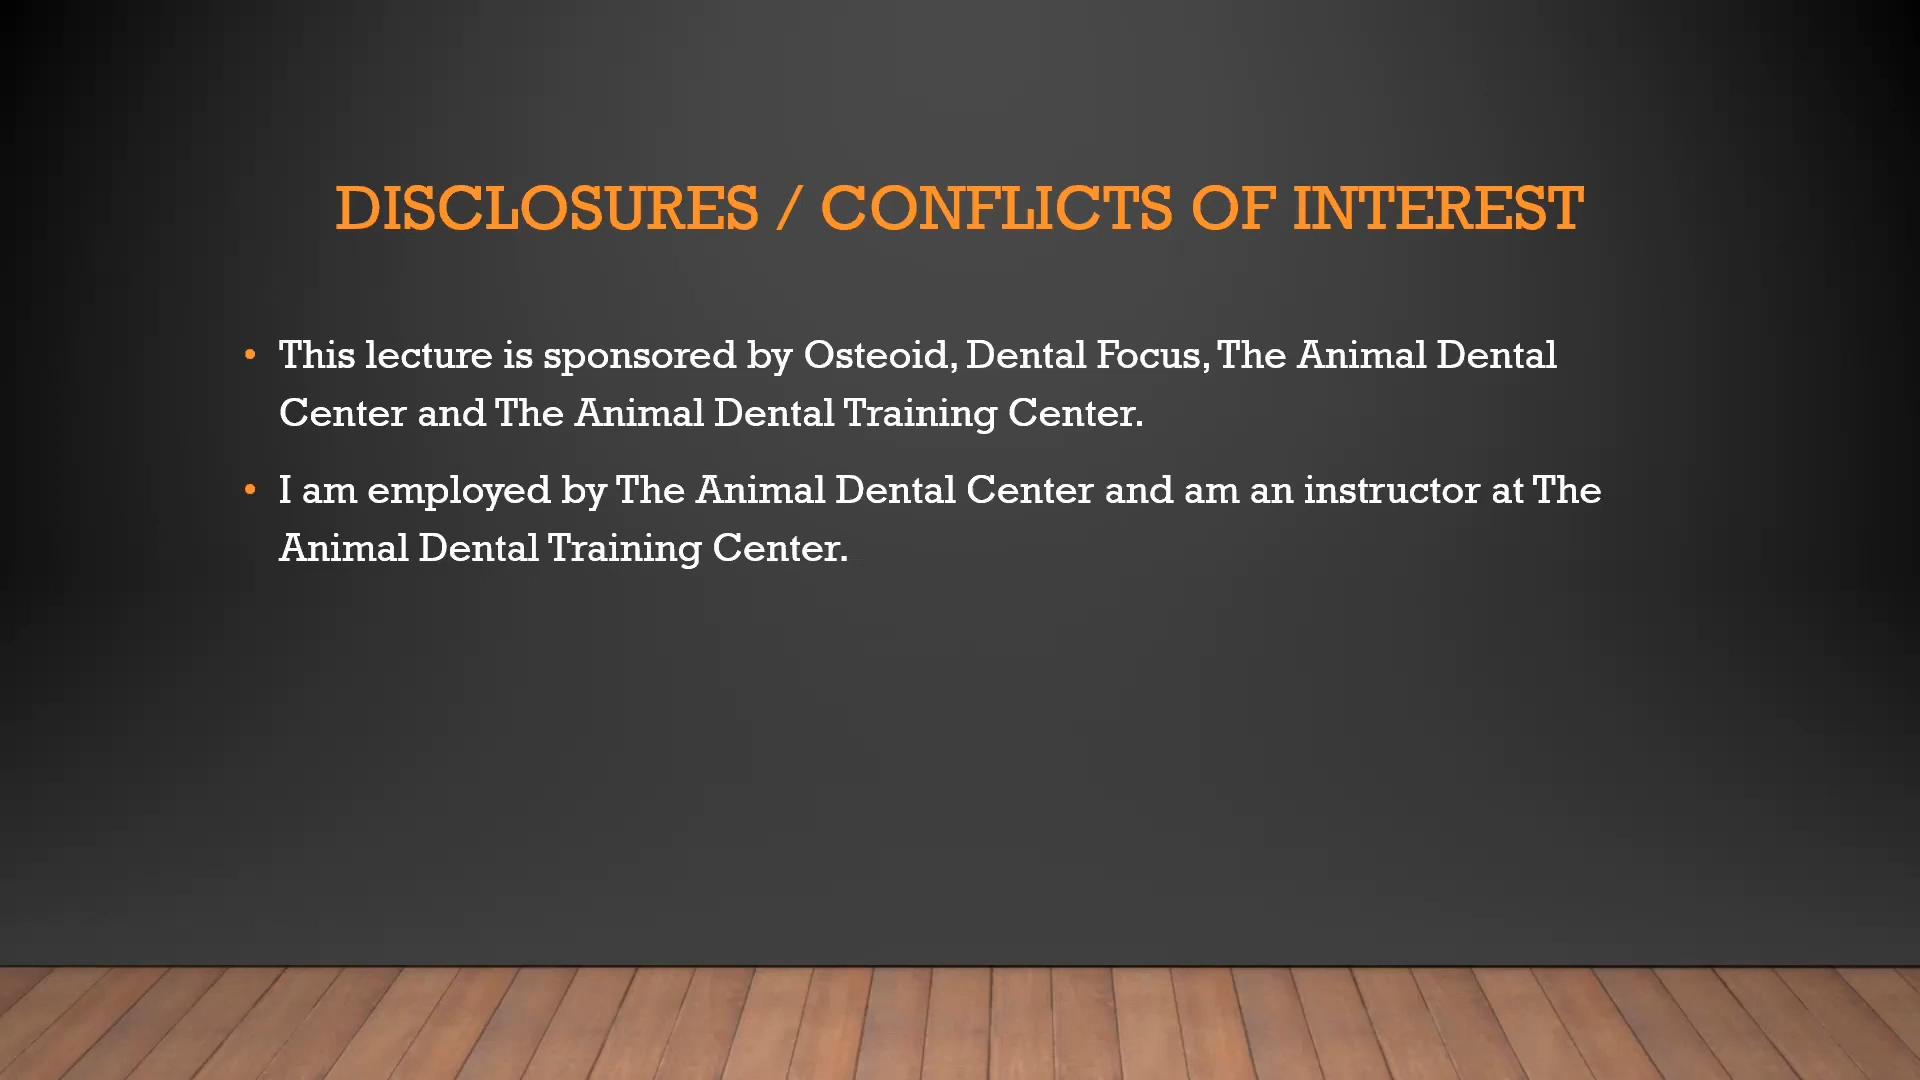 DISCLOSURES / CONFLICTS OF INTEREST
• This lecture is sponsored by Osteoid, Dental Focus, The Animal Dental
Center and The Animal Dental Training Center.
• I am employed by The Animal Dental Center and am an instructor at The
Animal Dental Training Center.